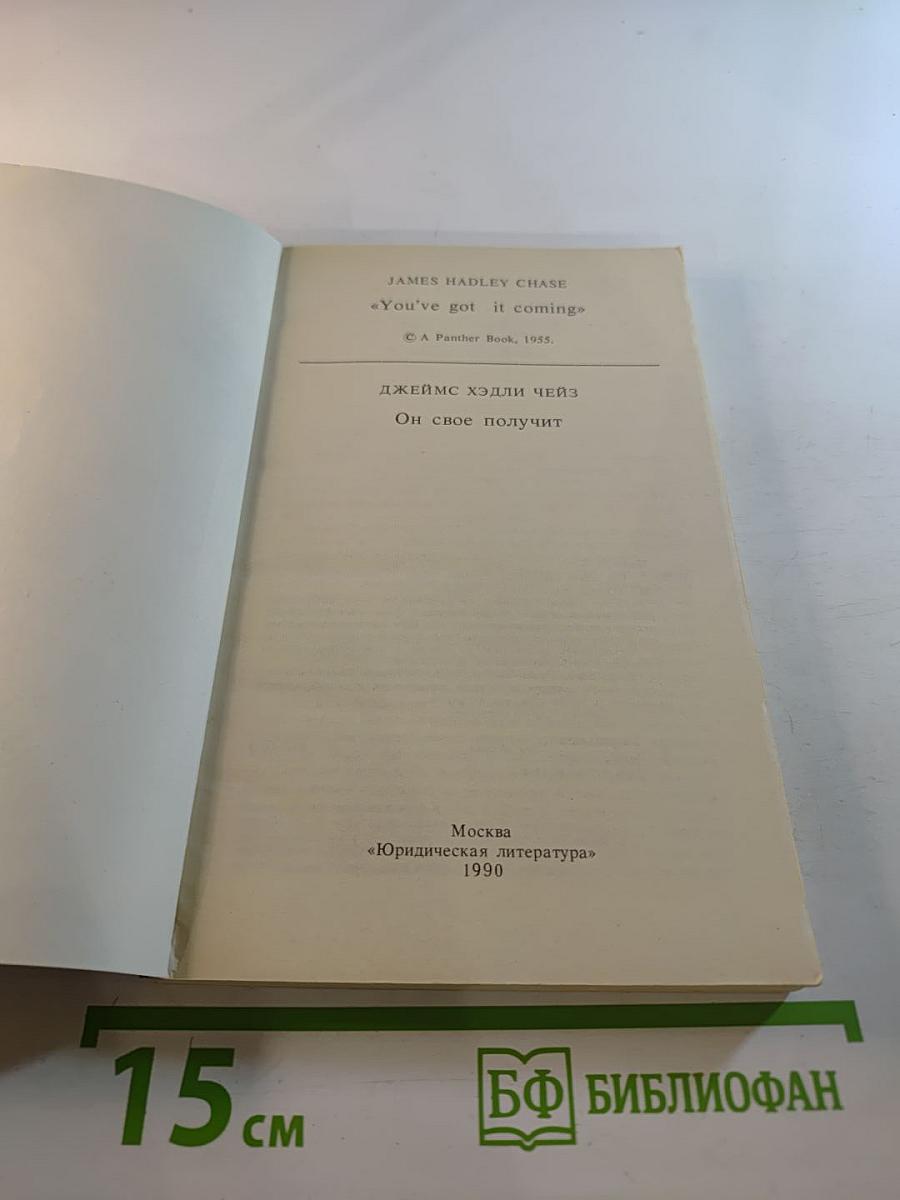 JAMES HADLEY CHASE
«You've got it coming»
© A Panther Book, 1955.
ДЖЕЙМС ХЭДЛИ ЧЕЙЗ
Он свое получит
Москва
«Юридическая литература»
1990
15 см
БФ БИБЛИОФАН